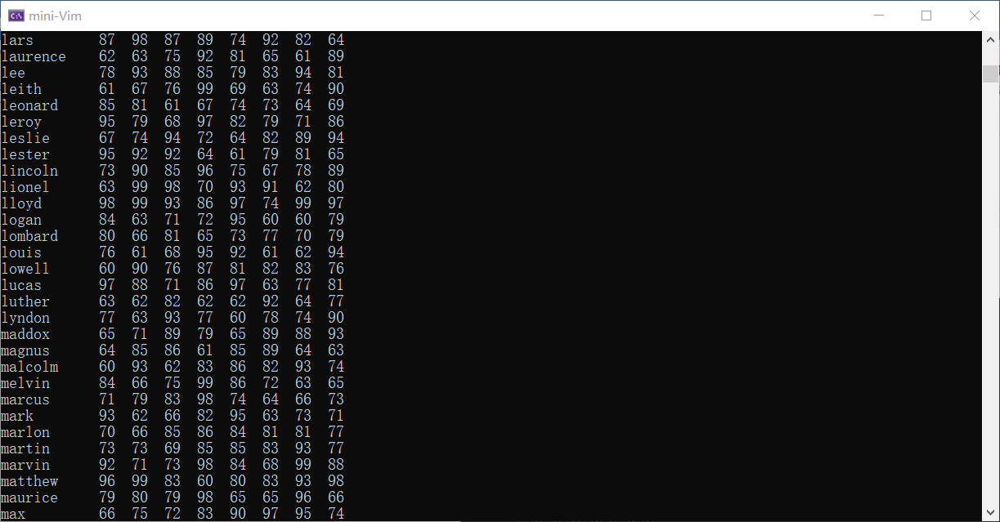 mini-Vim
lars 87 98 87 89 74 92 82 64
laurence 62 63 75 92 81 65 61 89
lee 78 93 88 85 79 83 94 81
leith 61 67 76 99 69 63 74 90
leonard 85 81 61 67 74 73 64 69
leroy 95 79 68 97 82 79 71 86
leslie 67 74 94 72 64 82 89 94
lester 95 92 92 64 61 79 81 65
lincoln 73 90 85 96 75 67 78 89
lionel 63 99 98 70 93 91 62 80
lloyd 98 99 93 86 97 74 99 97
logan 84 63 71 72 95 60 60 79
lombard 80 66 81 65 73 77 70 79
louis 76 61 68 95 92 61 62 94
lowell 60 90 76 87 81 82 83 76
lucas 97 88 71 86 97 63 77 81
luther 63 62 82 62 62 92 64 77
lyndon 77 63 93 77 60 78 74 90
maddox 65 71 89 79 65 89 88 93
magnus 64 85 86 61 85 89 64 63
malcolm 60 93 62 83 86 82 93 74
melvin 84 66 75 99 86 72 63 65
marcus 71 79 83 98 74 64 66 73
mark 93 62 66 82 95 63 73 71
marlon 70 66 85 86 84 81 81 77
martin 73 73 69 85 85 83 93 77
marvin 92 71 73 98 84 68 99 88
matthew 96 99 83 60 80 83 93 98
maurice 79 80 79 98 65 65 96 66
max 66 75 72 83 90 97 95 74